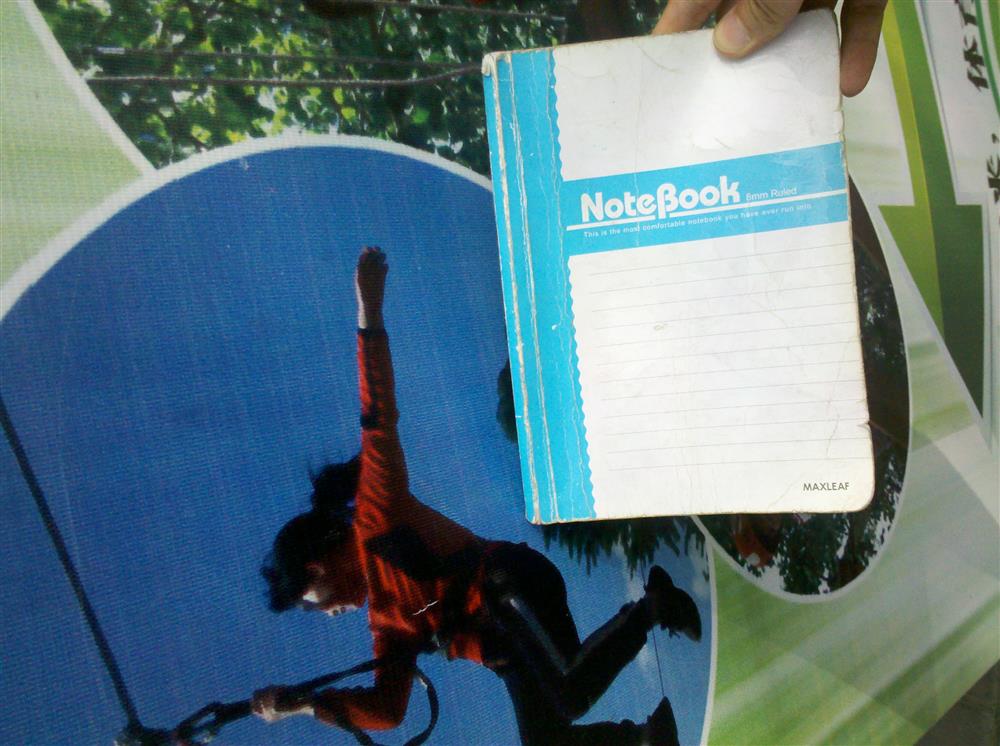 NoteBook 8mm Ruled
This is the most comfortable notebook you have ever run into.
MAXLEAF